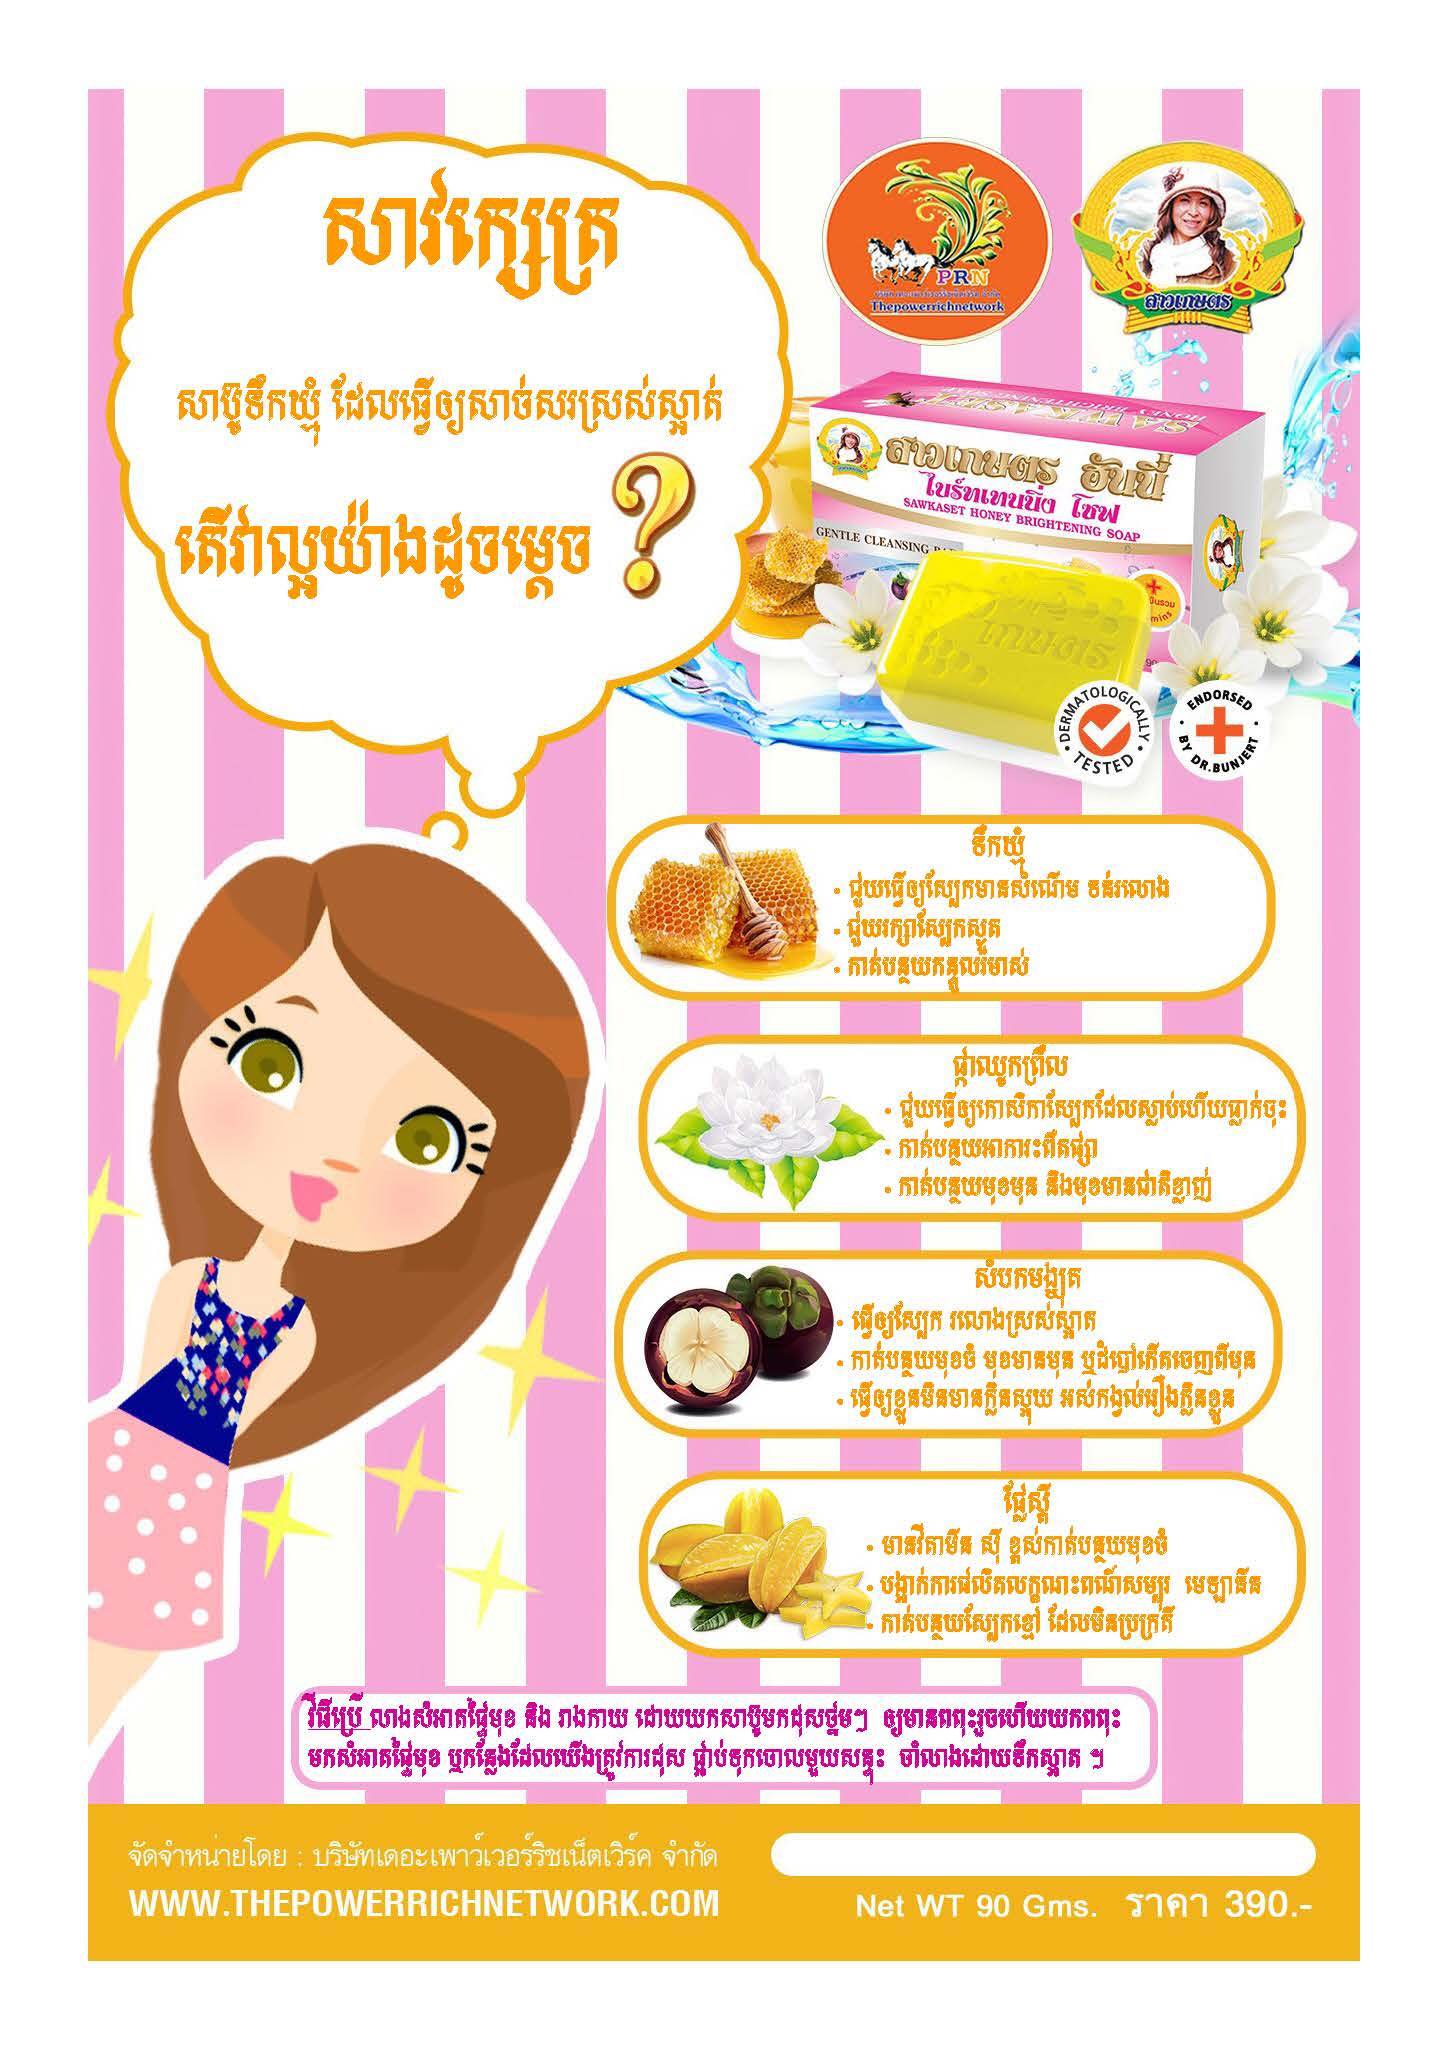 សាវក្សេត្រ
សាប៊ូទឹកឃ្មុំ ដែលធ្វើឲ្យសាច់សរស្រស់ស្អាត់
តើវាល្អយ៉ាងដូចម្ដេច
?
PRN
Thepowerrichnetwork
สาวเกษตร
สาวเกษตร ฮันนี่
ไบร์ทเทนนิ่ง โซฟ
SAWKASET HONEY BRIGHTENING SOAP
GENTLE CLEANSING
DERMATOLOGICALLY TESTED
ENDORSED BY DR.BUNJERT
ទឹកឃ្មុំ
• ជួយធ្វើឲ្យស្បែកមានសំណើម ទន់រលោង
• ជួយរក្សាស្បែកស្ងួត
• កាត់បន្ថយកន្ទួលរមាស់
ផ្កាឈូកព្រឹល
• ជួយធ្វើឲ្យកោសិកាស្បែកដែលស្លាប់ហើយធ្លាក់ចុះ
• កាត់បន្ថយអាការះពីតផ្សា
• កាត់បន្ថយមុខមុន និងមុខមានជាតិខ្លាញ់
សំបកមង្ឃុត
• ធ្វើឲ្យស្បែក រលោងស្រស់ស្អាត
• កាត់បន្ថយមុខចំ មុខមានមុន ឬដំបៅកើតចេញពីមុន
• ធ្វើឲ្យខ្លួនមិនមានក្លិនស្អុយ អស់កង្វល់រឿងក្លិនខ្លួន
ផ្លែស្ពឺ
• មានវីតាមីន ស៊ី ខ្ពស់កាត់បន្ថយមុខចំ
• បង្អាក់ការផលិតលក្ខណះពណ៌សម្បុរ មេឡានីន
• កាត់បន្ថយស្បែកខ្មៅ ដែលមិនប្រក្រតី
វីធីប្រើ លាងសំអាតផ្ទៃមុខ និង រាងកាយ ដោយយកសាប៊ូមកដុសថ្នមៗ ឲ្យមានពពុះរួចហើយយកពពុះ
មកសំអាតផ្ទៃមុខ ឬកន្លែងដែលយើងត្រូវការដុស ផ្អាប់ទុកចោលមួយសន្ទុះ ចាំលាងដោយទឹកស្អាត ។
จัดจำหน่ายโดย : บริษัทเดอะเพาว์เวอร์ริชเน็ตเวิร์ค จำกัด
WWW.THEPOWERRICHNETWORK.COM
Net WT 90 Gms. ราคา 390.-